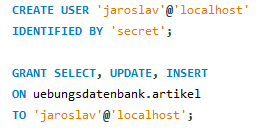 CREATE USER 'jaroslav'@'localhost'
IDENTIFIED BY 'secret';
GRANT SELECT, UPDATE, INSERT
ON uebungsdatenbank.artikel
TO 'jaroslav'@'localhost';